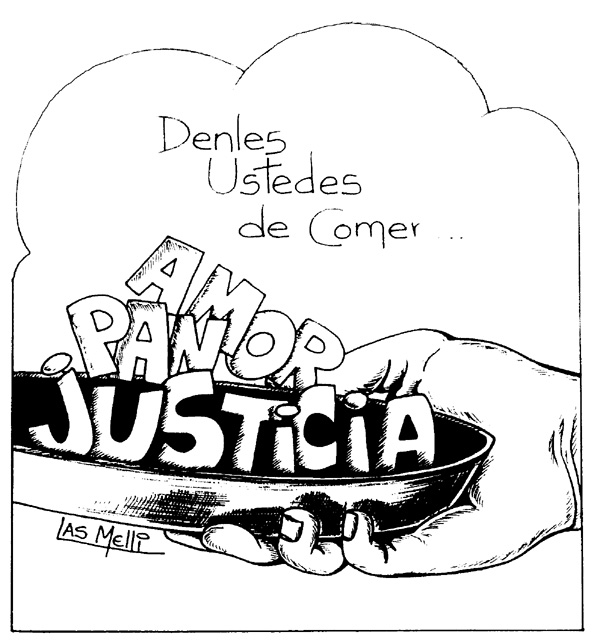 Denles
Ustedes
de Comer ...
AMOR
PAN
jUSTiCiA
LAS Melli